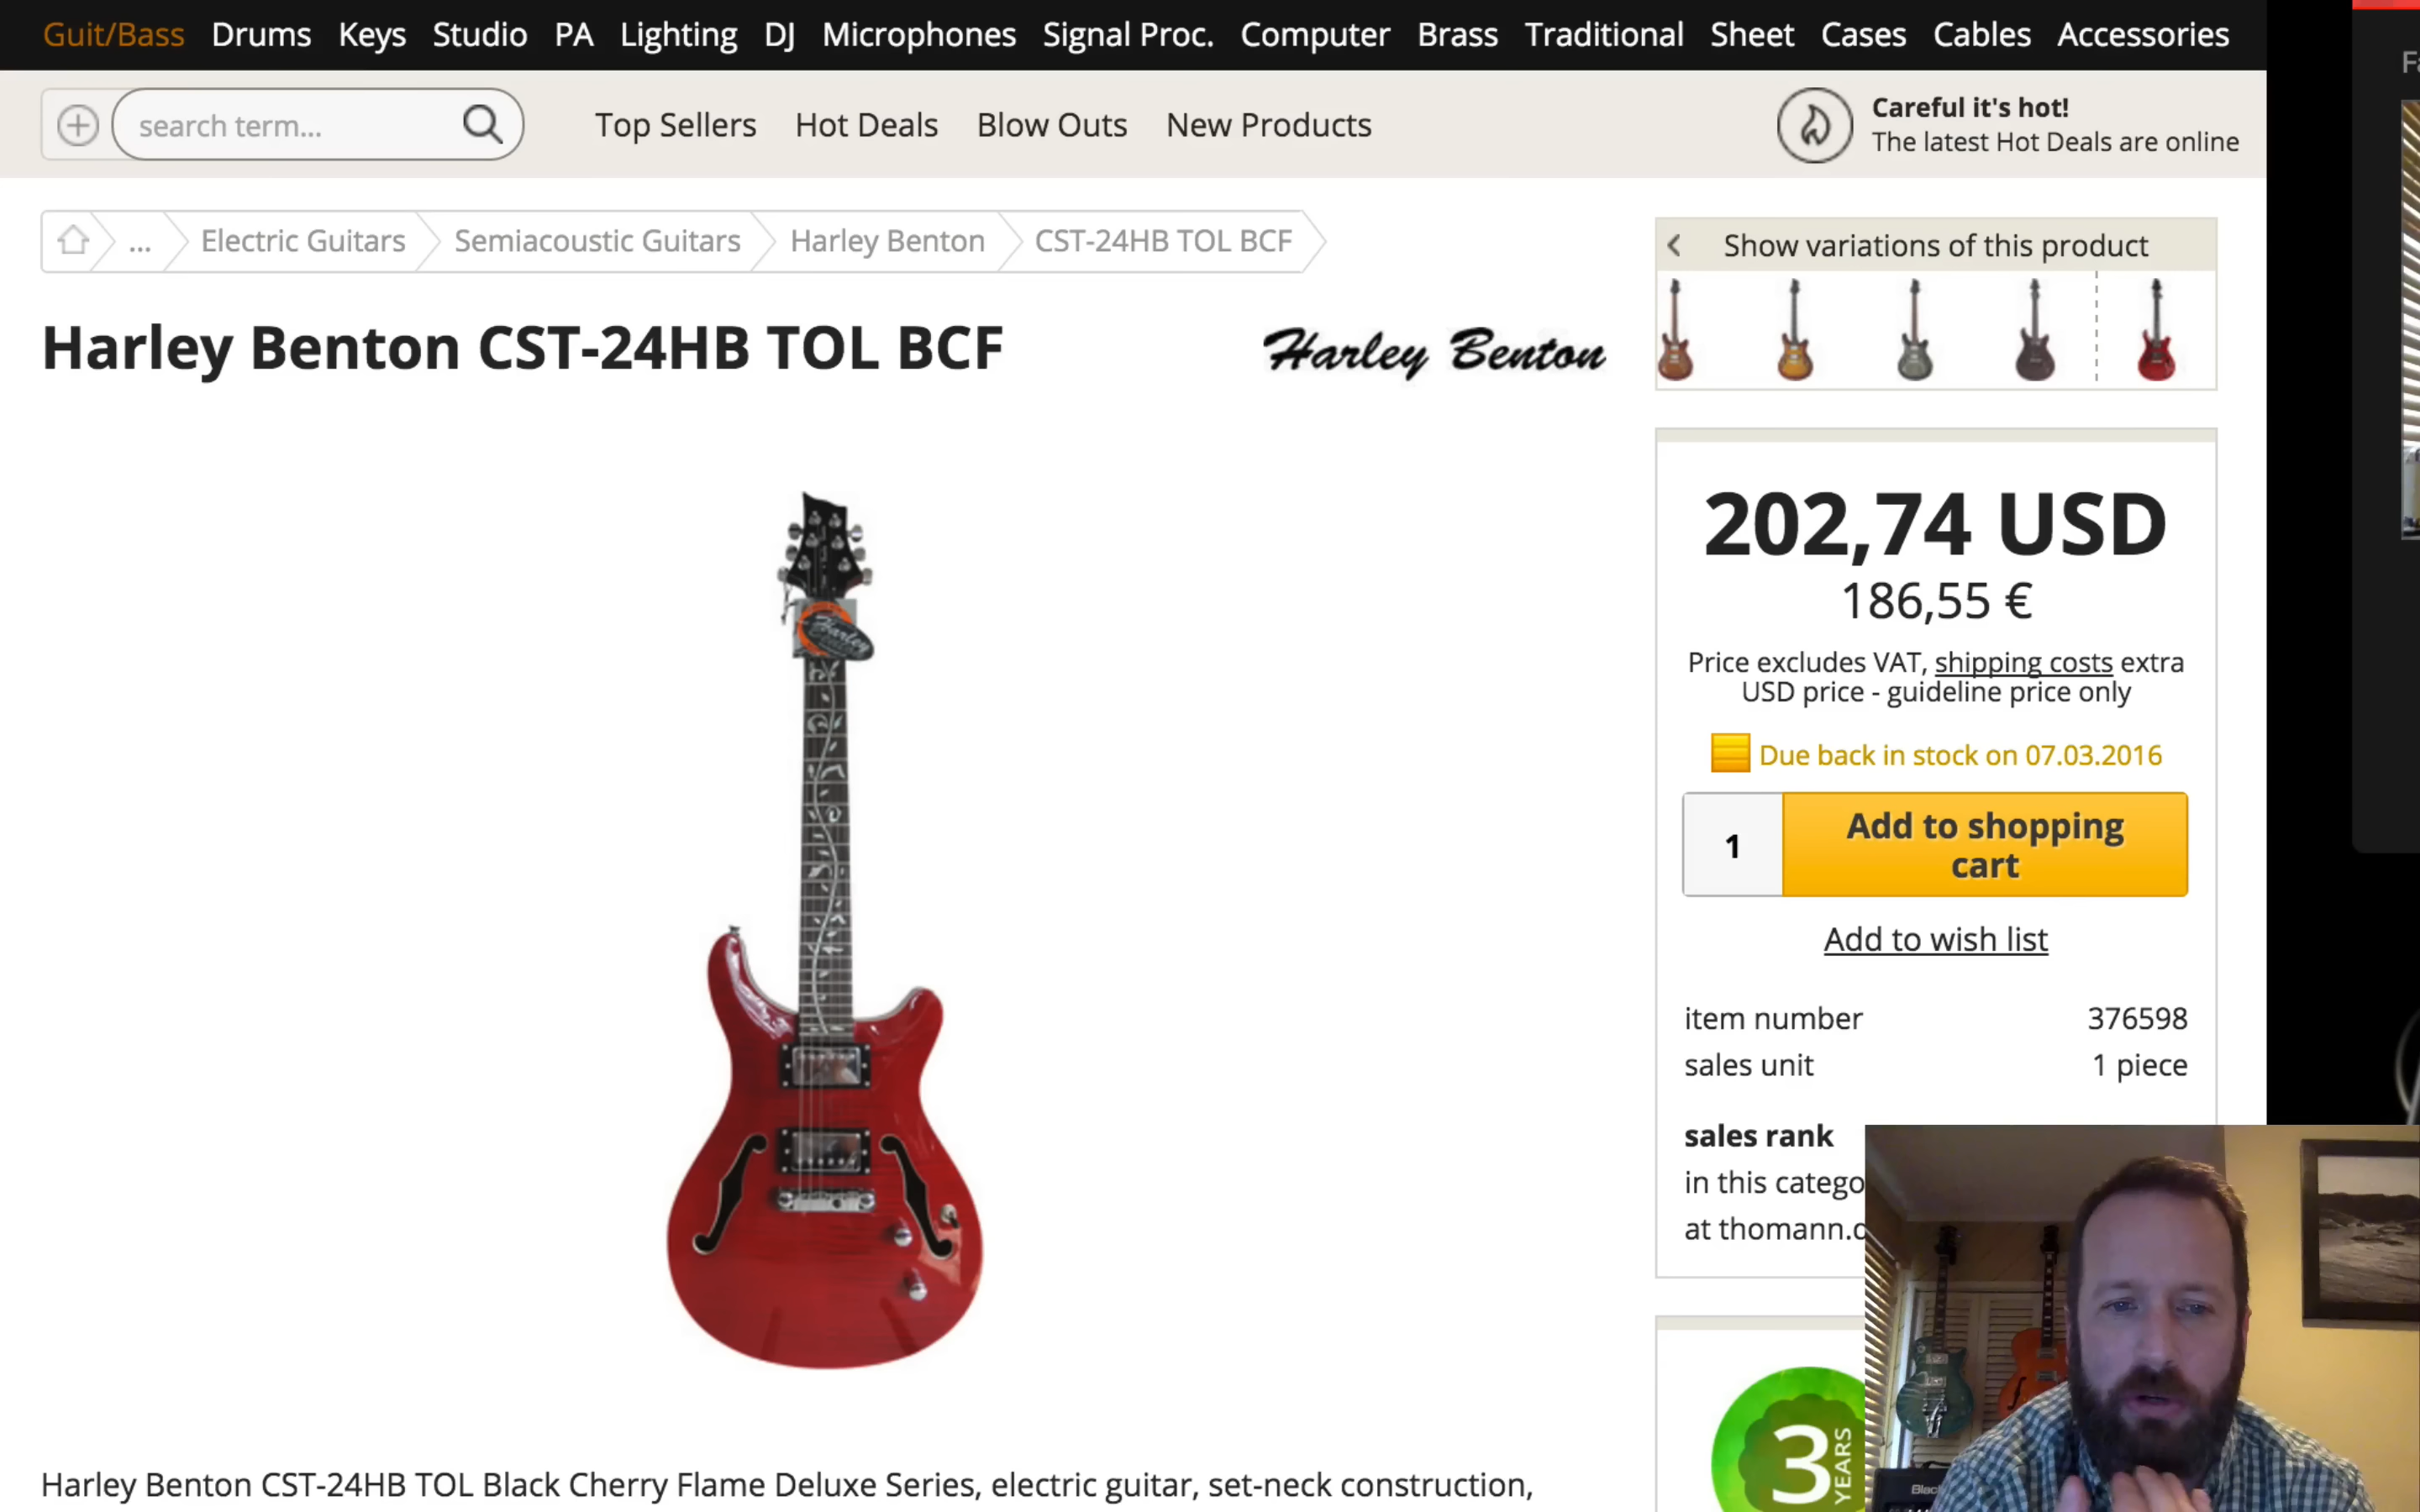 Guit/Bass Drums Keys Studio PA Lighting DJ Microphones Signal Proc. Computer Brass Traditional Sheet Cases Cables Accessories
search term...
Top Sellers Hot Deals Blow Outs New Products
Careful it's hot!
The latest Hot Deals are online
... Electric Guitars Semiacoustic Guitars Harley Benton CST-24HB TOL BCF
Show variations of this product
Harley Benton CST-24HB TOL BCF
Harley Benton
202,74 USD
186,55 €
Price excludes VAT, shipping costs extra
USD price - guideline price only
Due back in stock on 07.03.2016
1
Add to shopping
cart
Add to wish list
item number 376598
sales unit 1 piece
sales rank
in this catego
at thomann.
3 YEARS
Harley Benton CST-24HB TOL Black Cherry Flame Deluxe Series, electric guitar, set-neck construction,